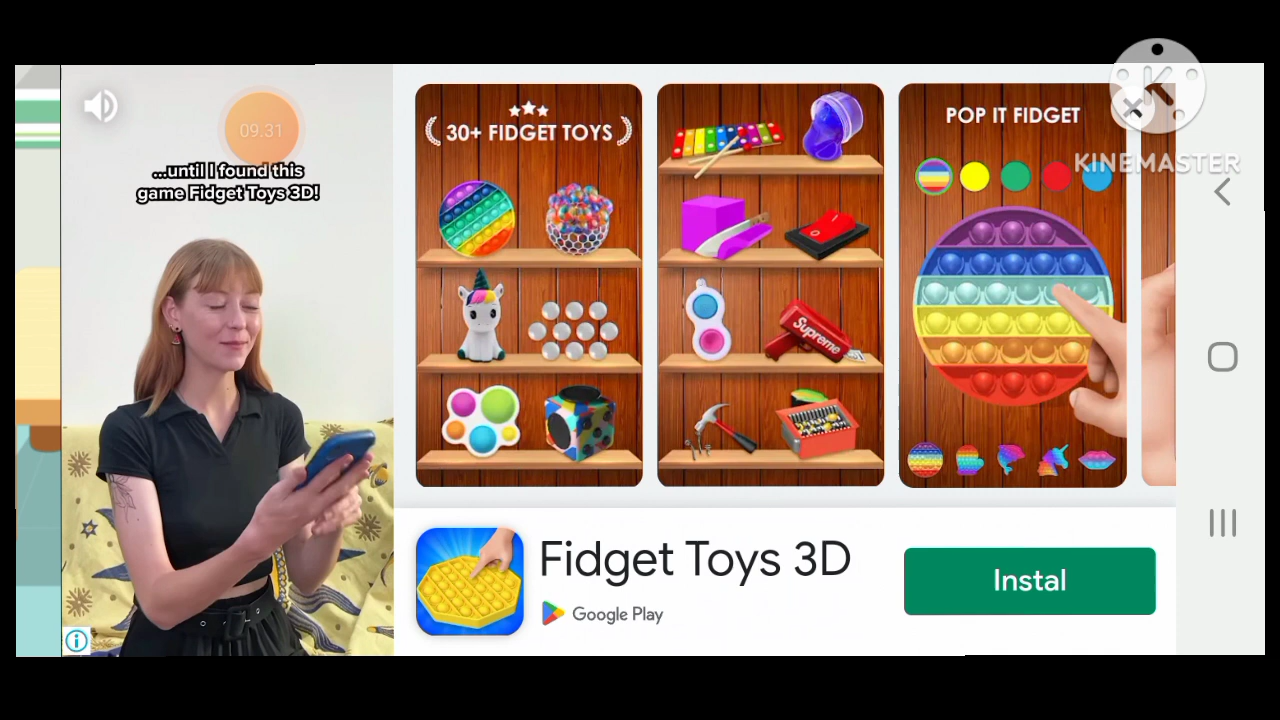 09.31
...until I found this
game Fidget Toys 3D!
30+ FIDGET TOYS
Supreme
POP IT FIDGET
K
KINEMASTER
Fidget Toys 3D
Google Play
Instal